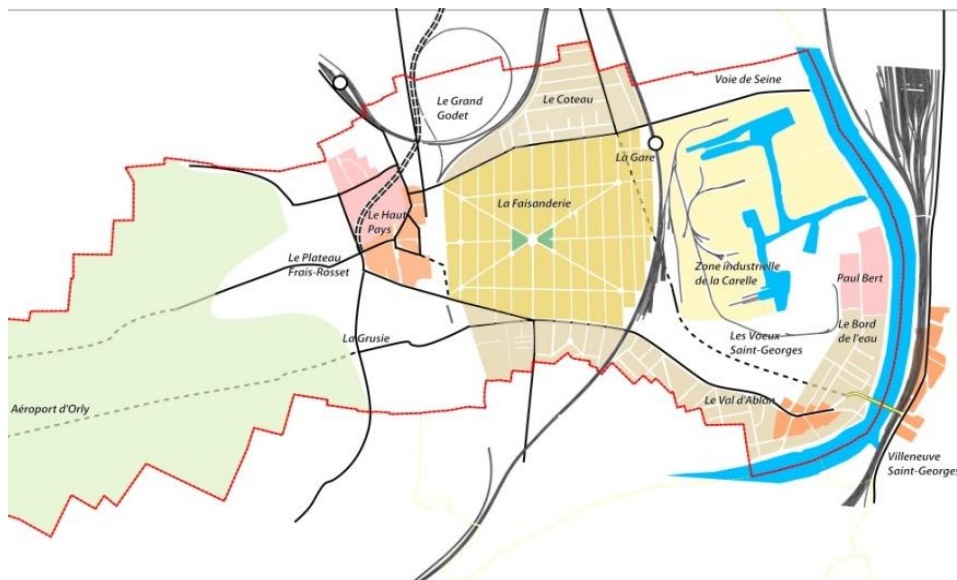 Voie de Seine
Le Grand
Godet
Le Coteau
La Gare
La Faisanderie
Le Haut
Pays
Le Plateau
Frais-Rosset
Zone industrielle
de la Carelle
Paul Bert
La Grusie
Les Voeux
Saint-Georges
Le Bord
de l'eau
Aéroport d'Orly
Le Val d'Ablon
Villeneuve
Saint-Georges